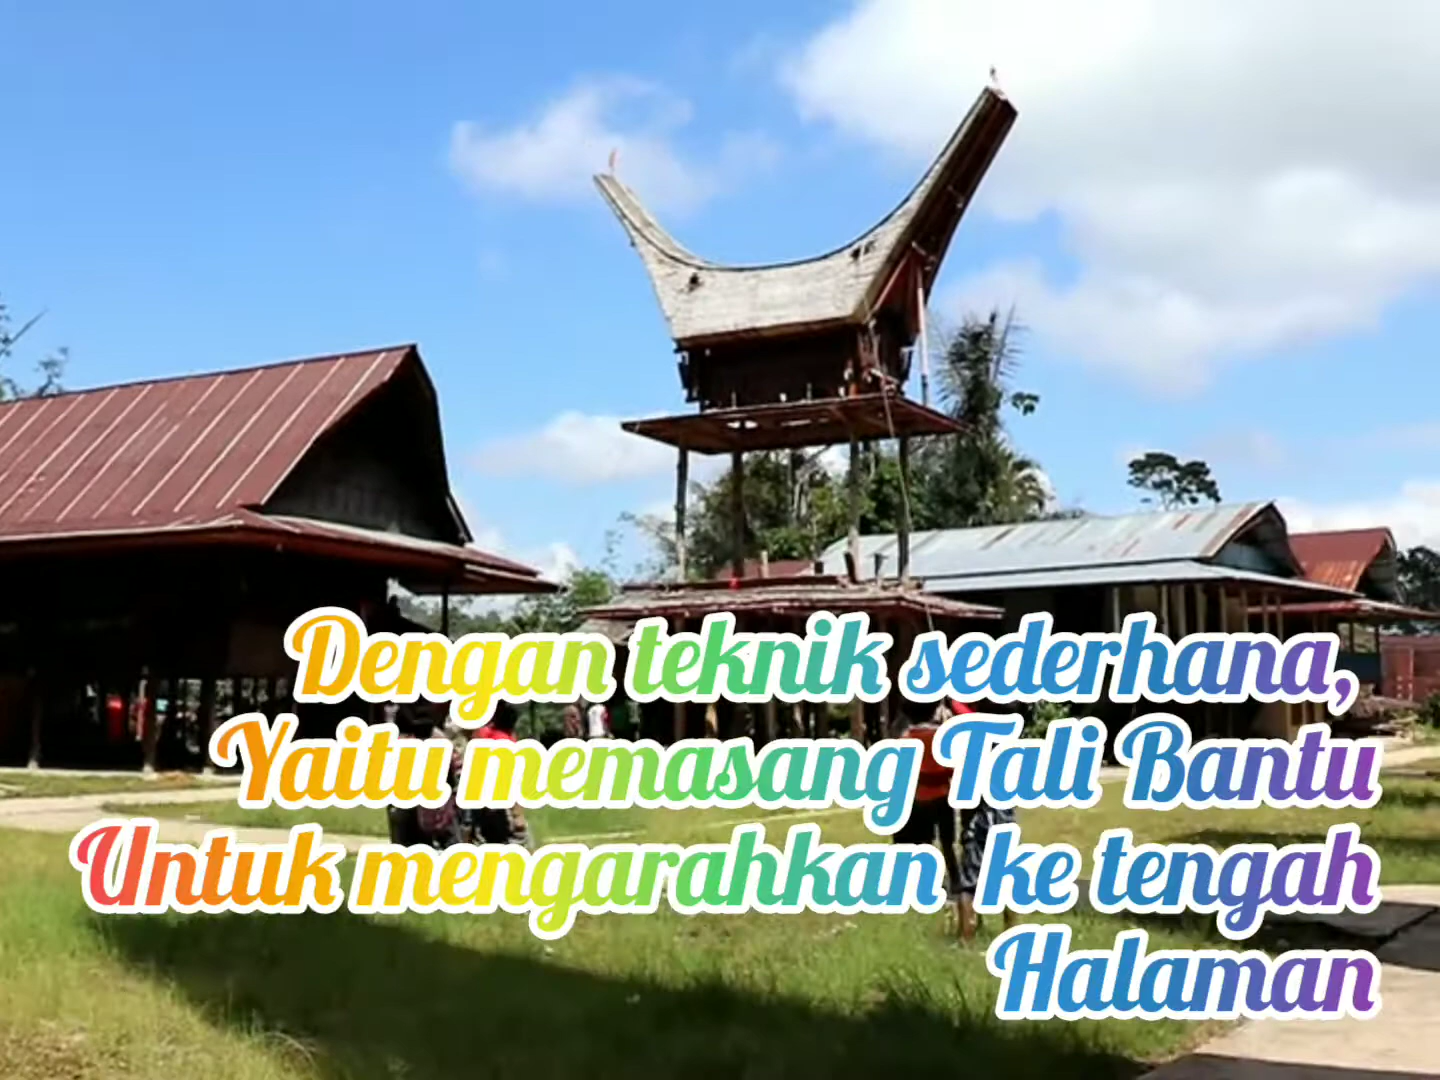 Dengan teknik sederhana,
Yaitu memasang Tali Bantu
Untuk mengarahkan ke tengah
Halaman